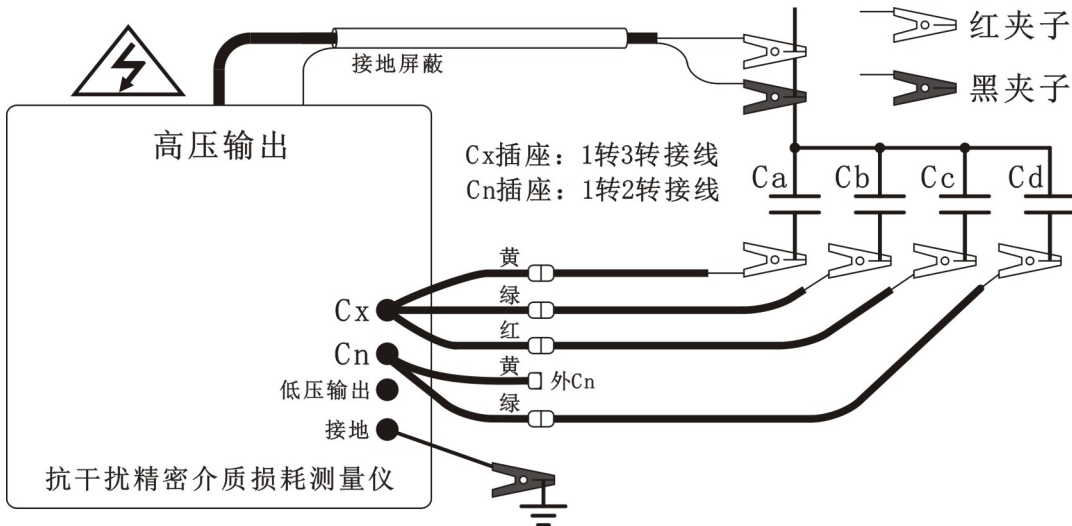 红夹子
接地屏蔽
黑夹子
高压输出
Cx插座：1转3转接线
Cn插座：1转2转接线
Ca
Cb
Cc
Cd
黄
绿
Cx
红
Cn
黄
外Cn
低压输出
绿
接地
抗干扰精密介质损耗测量仪